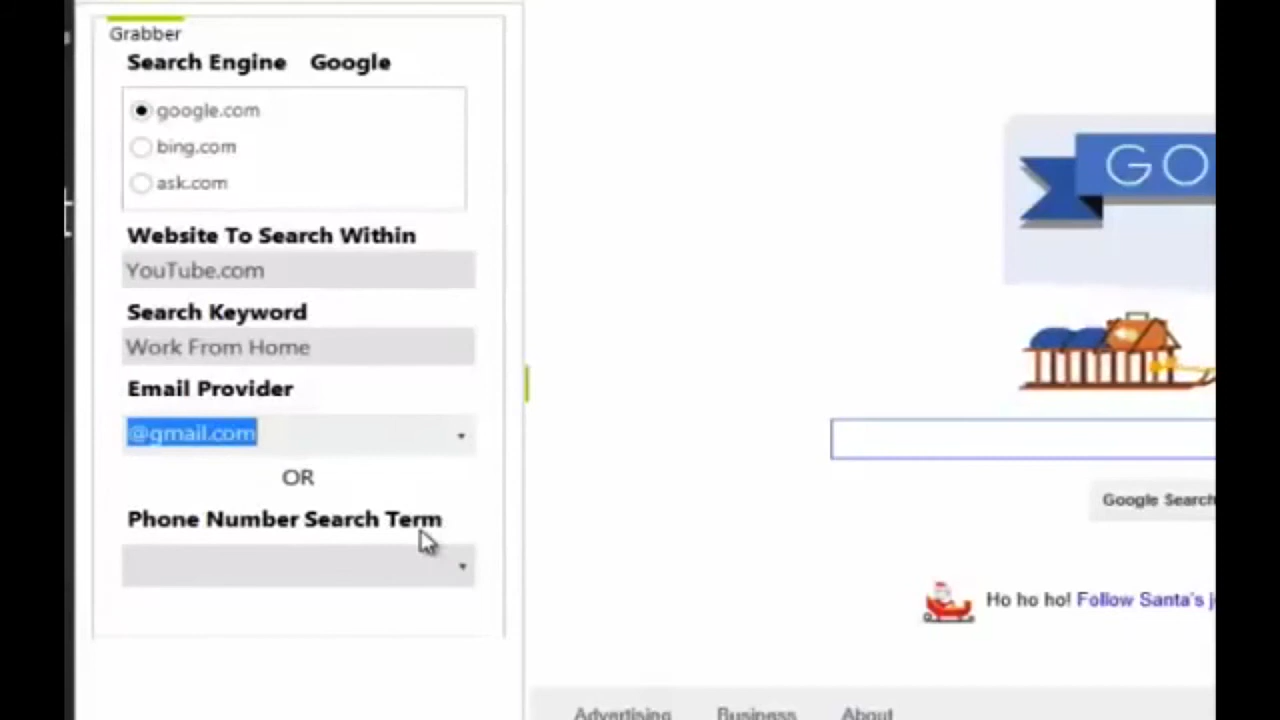 Grabber
Search Engine Google
google.com
bing.com
ask.com
Website To Search Within
YouTube.com
Search Keyword
Work From Home
Email Provider
@gmail.com
OR
Phone Number Search Term
GO
Google Search
Ho ho ho! Follow Santa's j
Advertising Business About